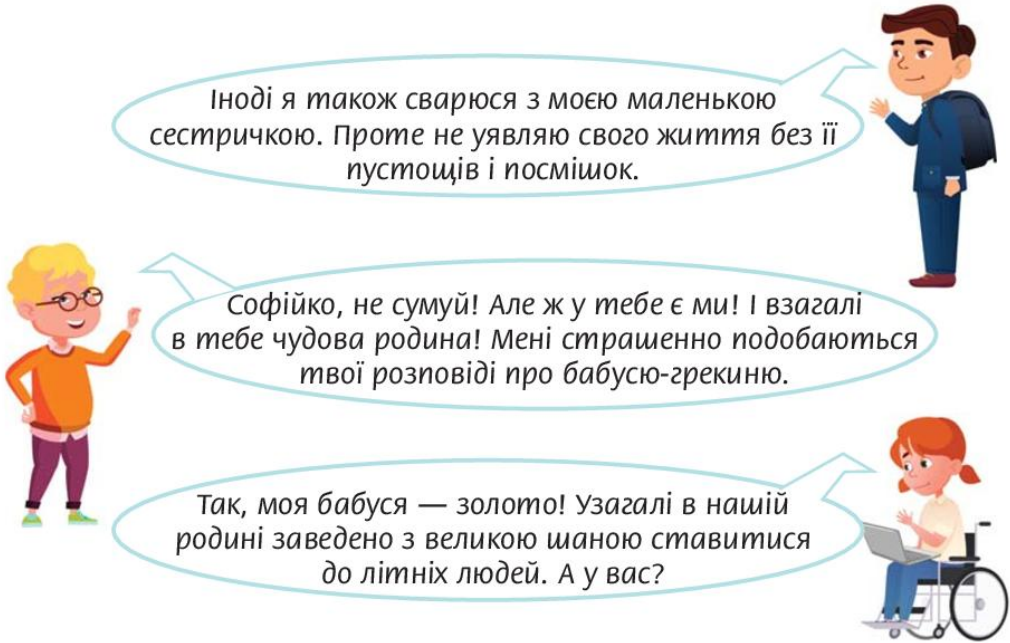 Іноді я також сварюся з моєю маленькою
сестричкою. Проте не уявляю свого життя без її
пустощів і посмішок.
Софійко, не сумуй! Але ж у тебе є ми! І взагалі
в тебе чудова родина! Мені страшенно подобаються
твої розповіді про бабусю-грекиню.
Так, моя бабуся — золото! Узагалі в нашій
родині заведено з великою шаною ставитися
до літніх людей. А у вас?